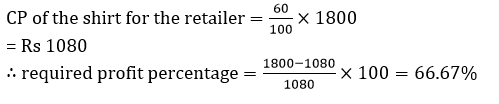 CP of the shirt for the retailer = 60/100 × 1800
= Rs 1080
∴ required profit percentage = 1800−1080/1080 × 100 = 66.67%